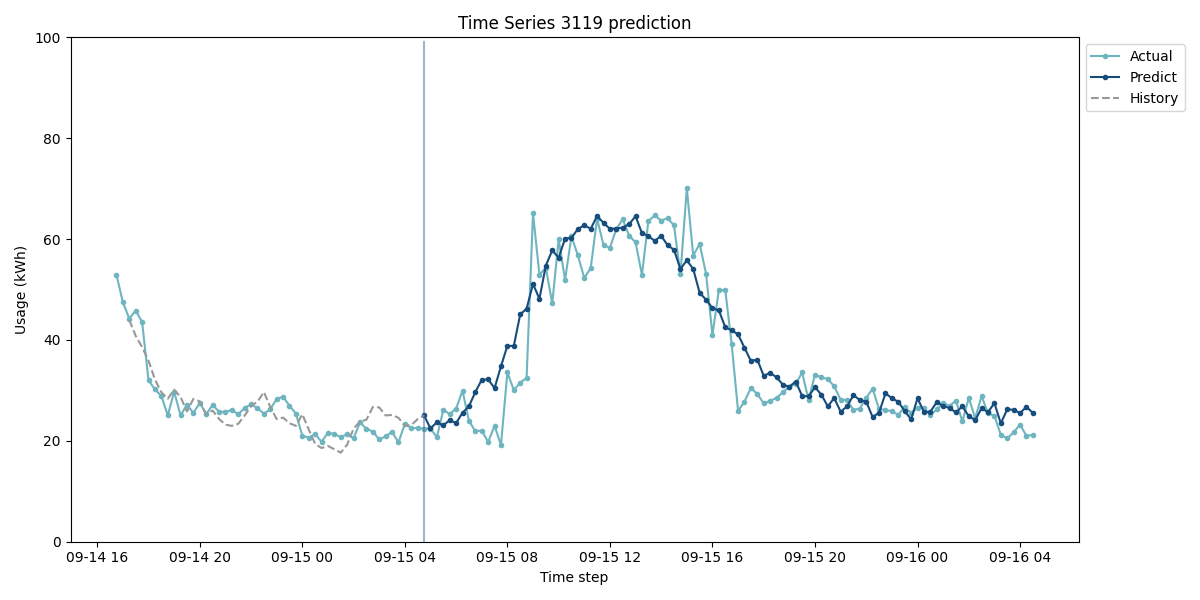 Time Series 3119 prediction
100
80
60
40
20
0
Usage (kWh)
09-14 16
09-14 20
09-15 00
09-15 04
09-15 08
09-15 12
09-15 16
09-15 20
09-16 00
09-16 04
Time step
Actual
Predict
History